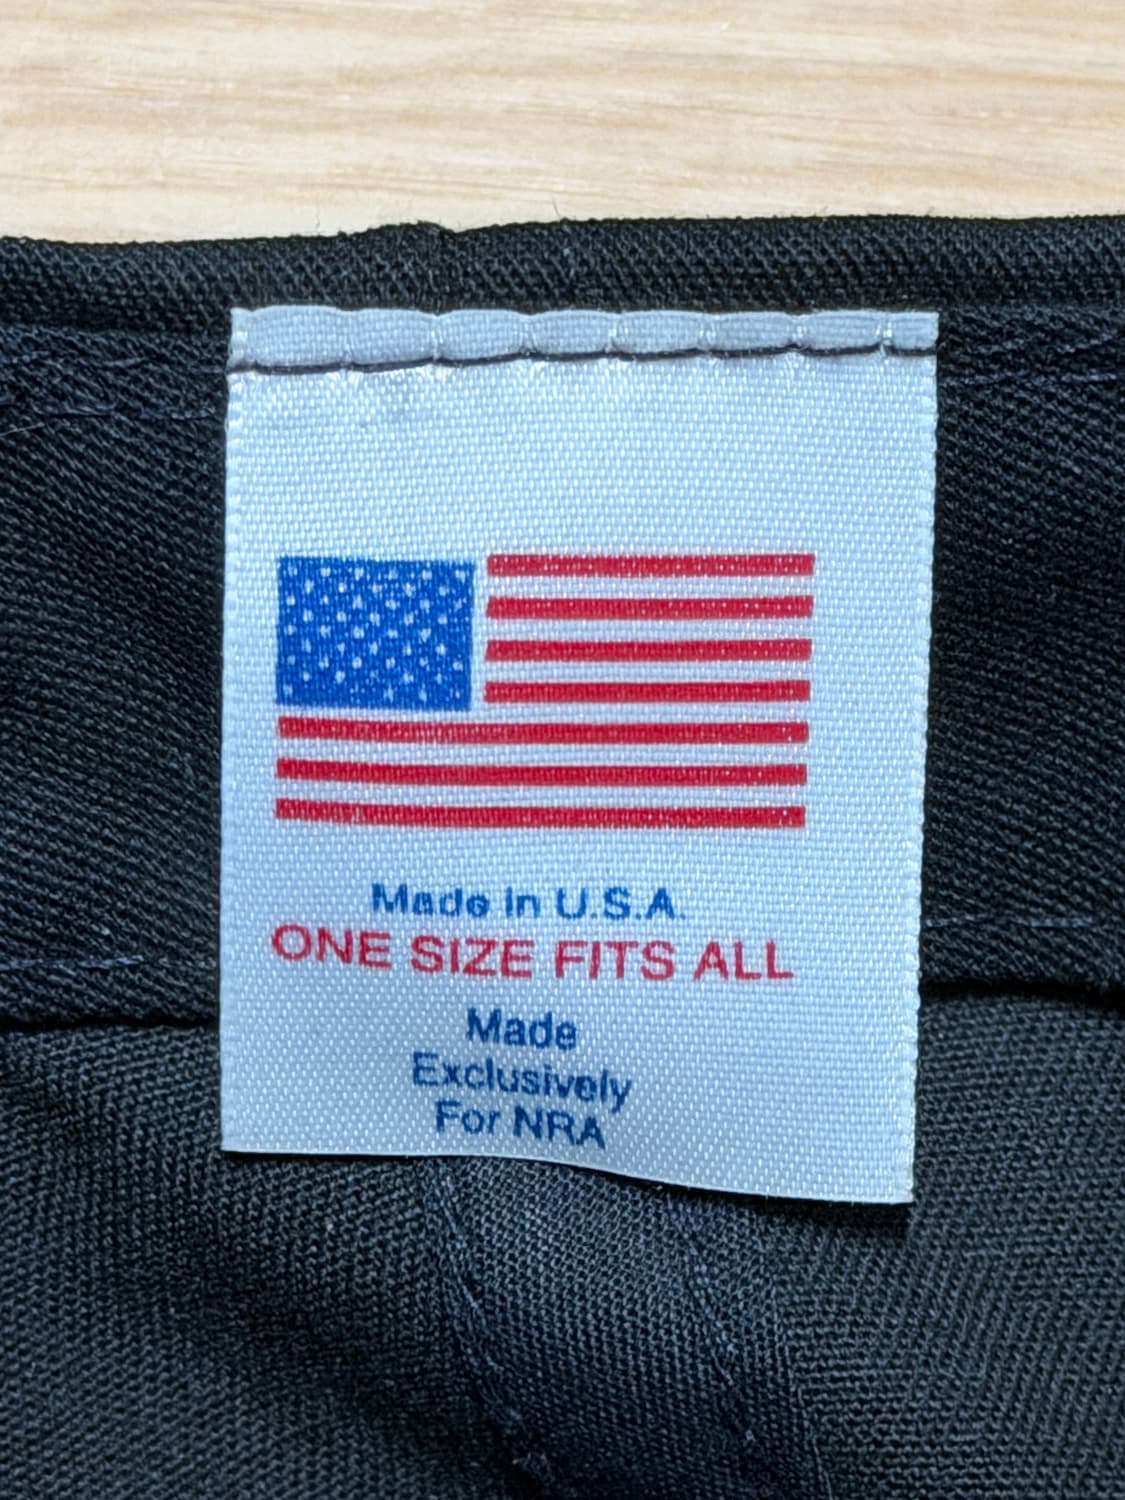 Made in U.S.A.
ONE SIZE FITS ALL
Made
Exclusively
For NRA